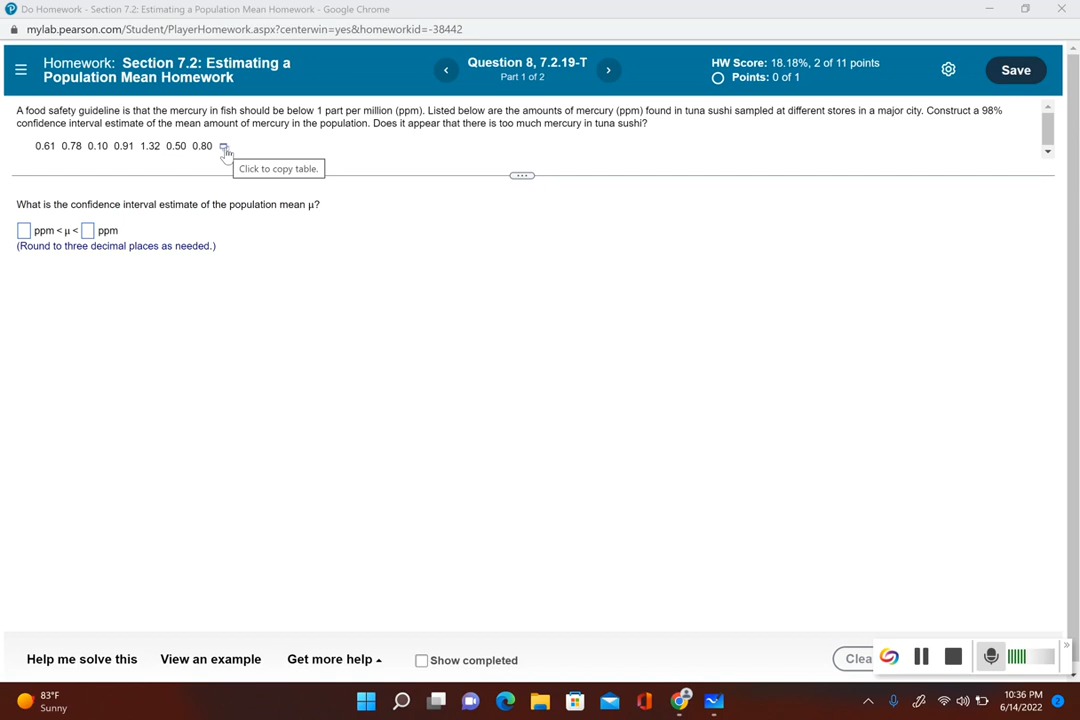 Do Homework - Section 7.2: Estimating a Population Mean Homework - Google Chrome
mylab.pearson.com/Student/PlayerHomework.aspx?centerwin=yes&homeworkid=-38442
Homework: Section 7.2: Estimating a
Population Mean Homework
Question 8, 7.2.19-T
Part 1 of 2
HW Score: 18.18%, 2 of 11 points
Points: 0 of 1
Save
A food safety guideline is that the mercury in fish should be below 1 part per million (ppm). Listed below are the amounts of mercury (ppm) found in tuna sushi sampled at different stores in a major city. Construct a 98%
confidence interval estimate of the mean amount of mercury in the population. Does it appear that there is too much mercury in tuna sushi?
0.61 0.78 0.10 0.91 1.32 0.50 0.80
Click to copy table.
What is the confidence interval estimate of the population mean μ?
ppm < μ < ppm
(Round to three decimal places as needed.)
Help me solve this
View an example
Get more help
Show completed
Clea
83°F
Sunny
10:36 PM
6/14/2022
2